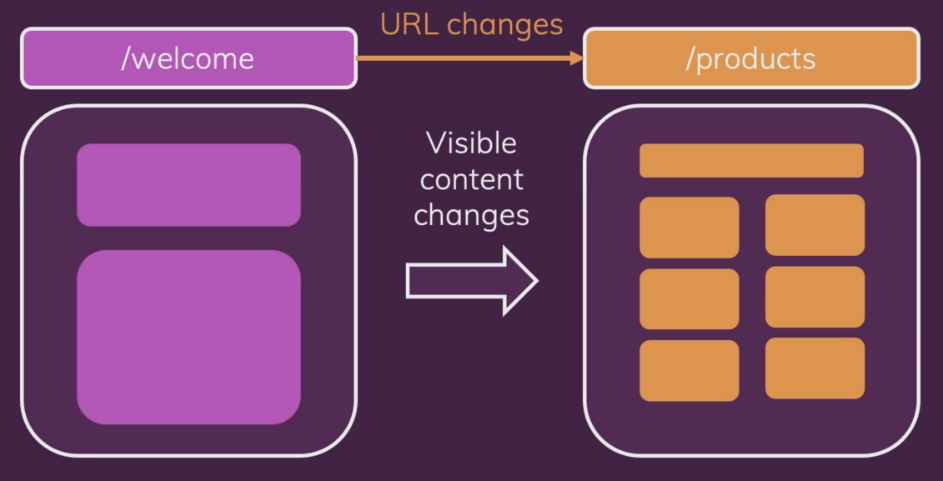 URL changes
/welcome
/products
Visible
content
changes